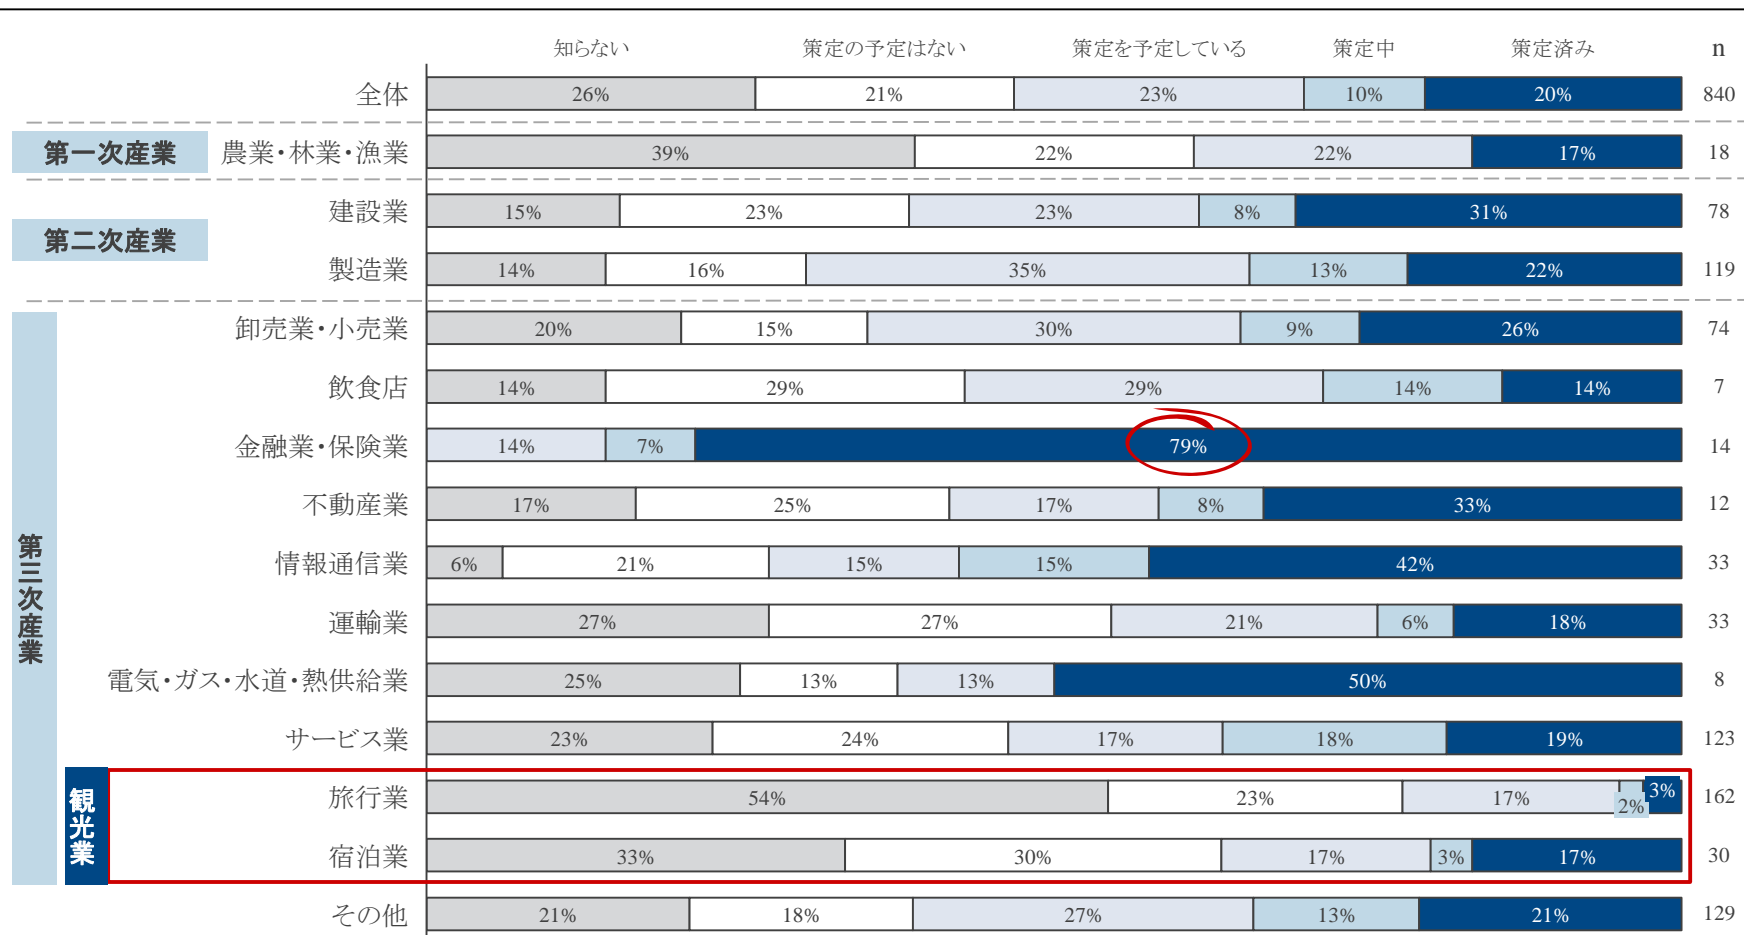 知らない 策定の予定はない 策定を予定している 策定中 策定済み n
全体 26% 21% 23% 10% 20% 840
第一次産業 農業・林業・漁業 39% 22% 22% 17% 18
第二次産業
建設業 15% 23% 23% 8% 31% 78
製造業 14% 16% 35% 13% 22% 119
第三次産業
卸売業・小売業 20% 15% 30% 9% 26% 74
飲食店 14% 29% 29% 14% 14% 7
金融業・保険業 14% 7% 79% 14
不動産業 17% 25% 17% 8% 33% 12
情報通信業 6% 21% 15% 15% 42% 33
運輸業 27% 27% 21% 6% 18% 33
電気・ガス・水道・熱供給業 25% 13% 13% 50% 8
サービス業 23% 24% 17% 18% 19% 123
観光業
旅行業 54% 23% 17% 2% 3% 162
宿泊業 33% 30% 17% 3% 17% 30
その他 21% 18% 27% 13% 21% 129